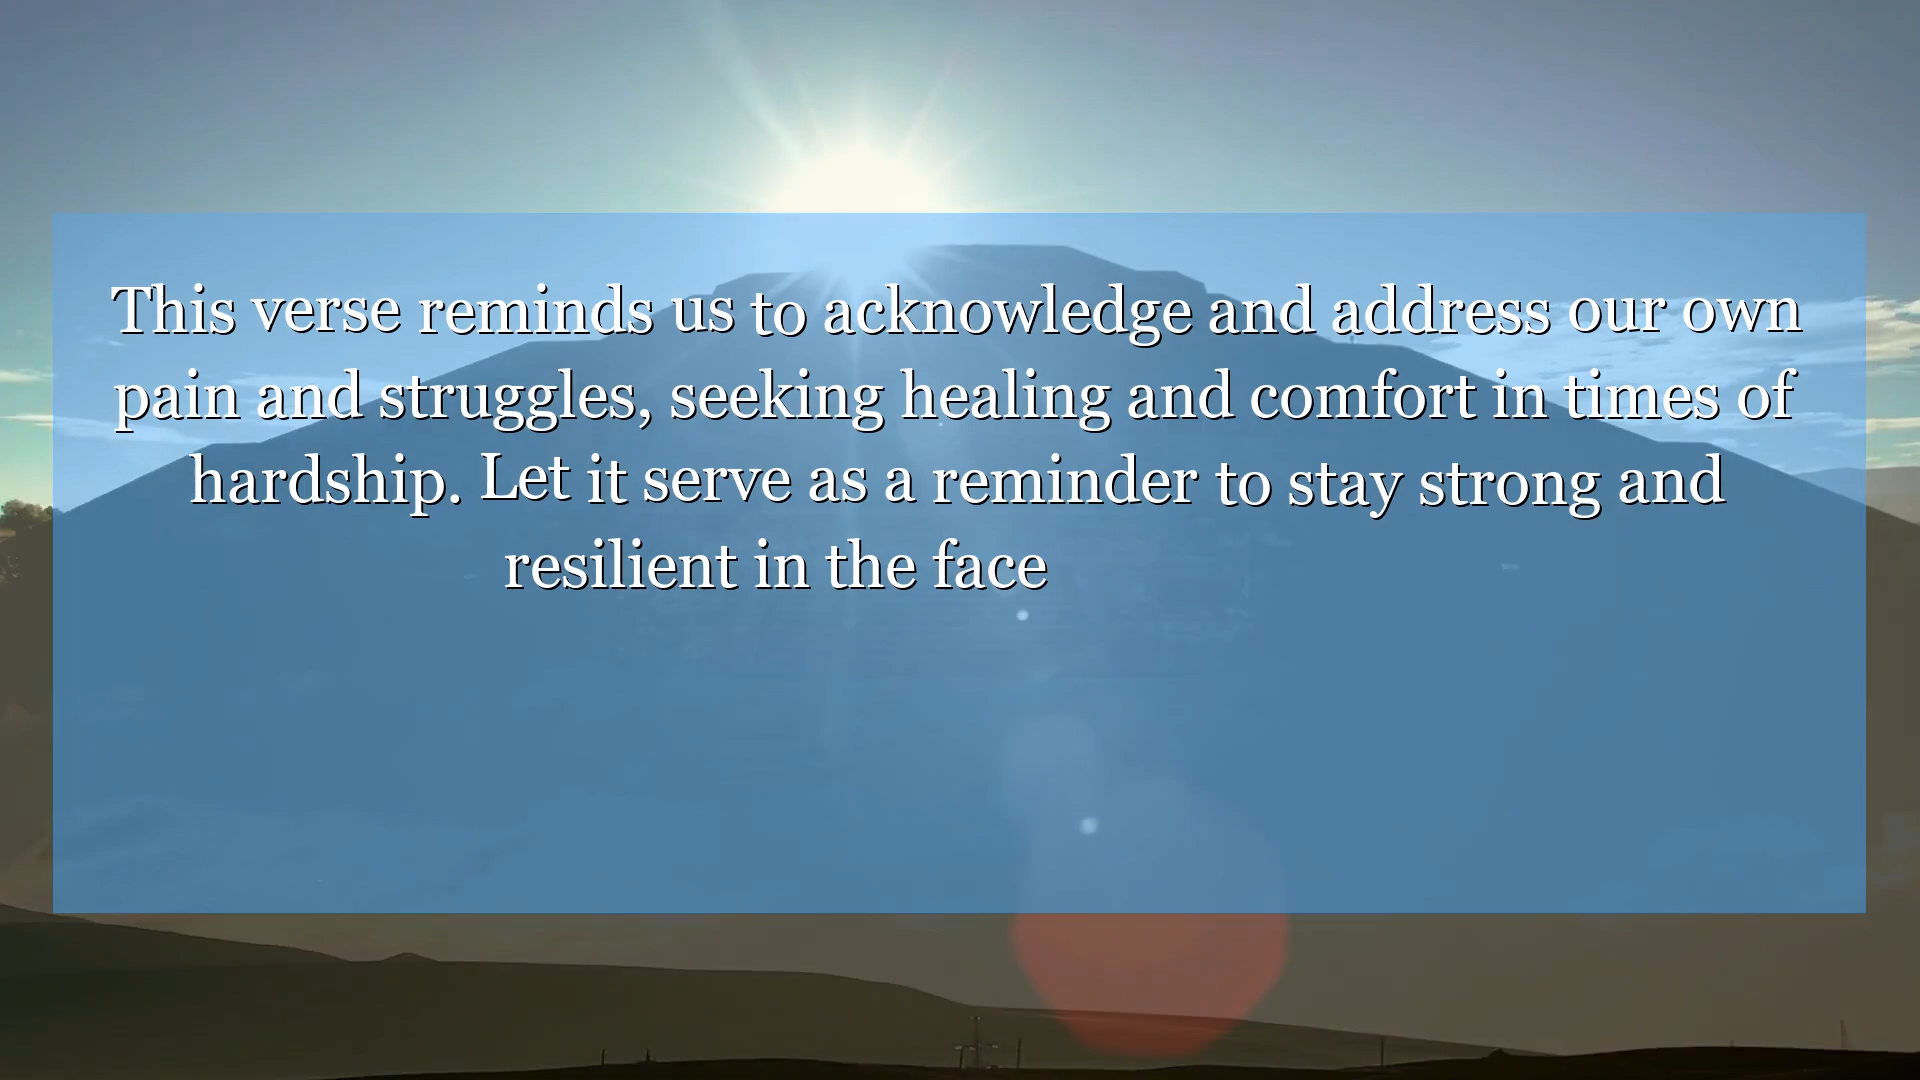 This verse reminds us to acknowledge and address our own
pain and struggles, seeking healing and comfort in times of
hardship. Let it serve as a reminder to stay strong and
resilient in the face